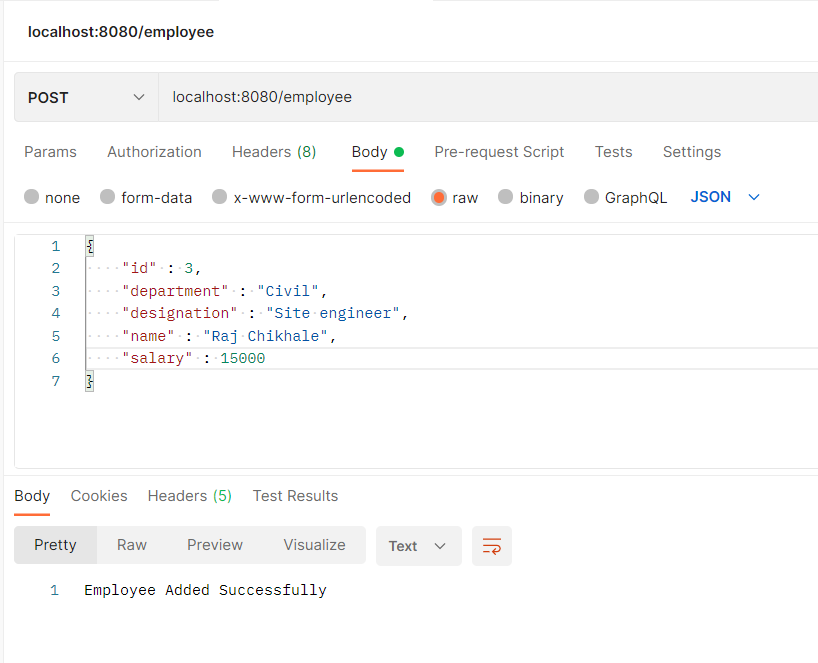 localhost:8080/employee
POST localhost:8080/employee
Params Authorization Headers (8) Body Pre-request Script Tests Settings
none form-data x-www-form-urlencoded raw binary GraphQL JSON
1 {
2 "id" : 3,
3 "department" : "Civil",
4 "designation" : "Site engineer",
5 "name" : "Raj Chikhale",
6 "salary" : 15000
7 }
Body Cookies Headers (5) Test Results
Pretty Raw Preview Visualize Text
1 Employee Added Successfully